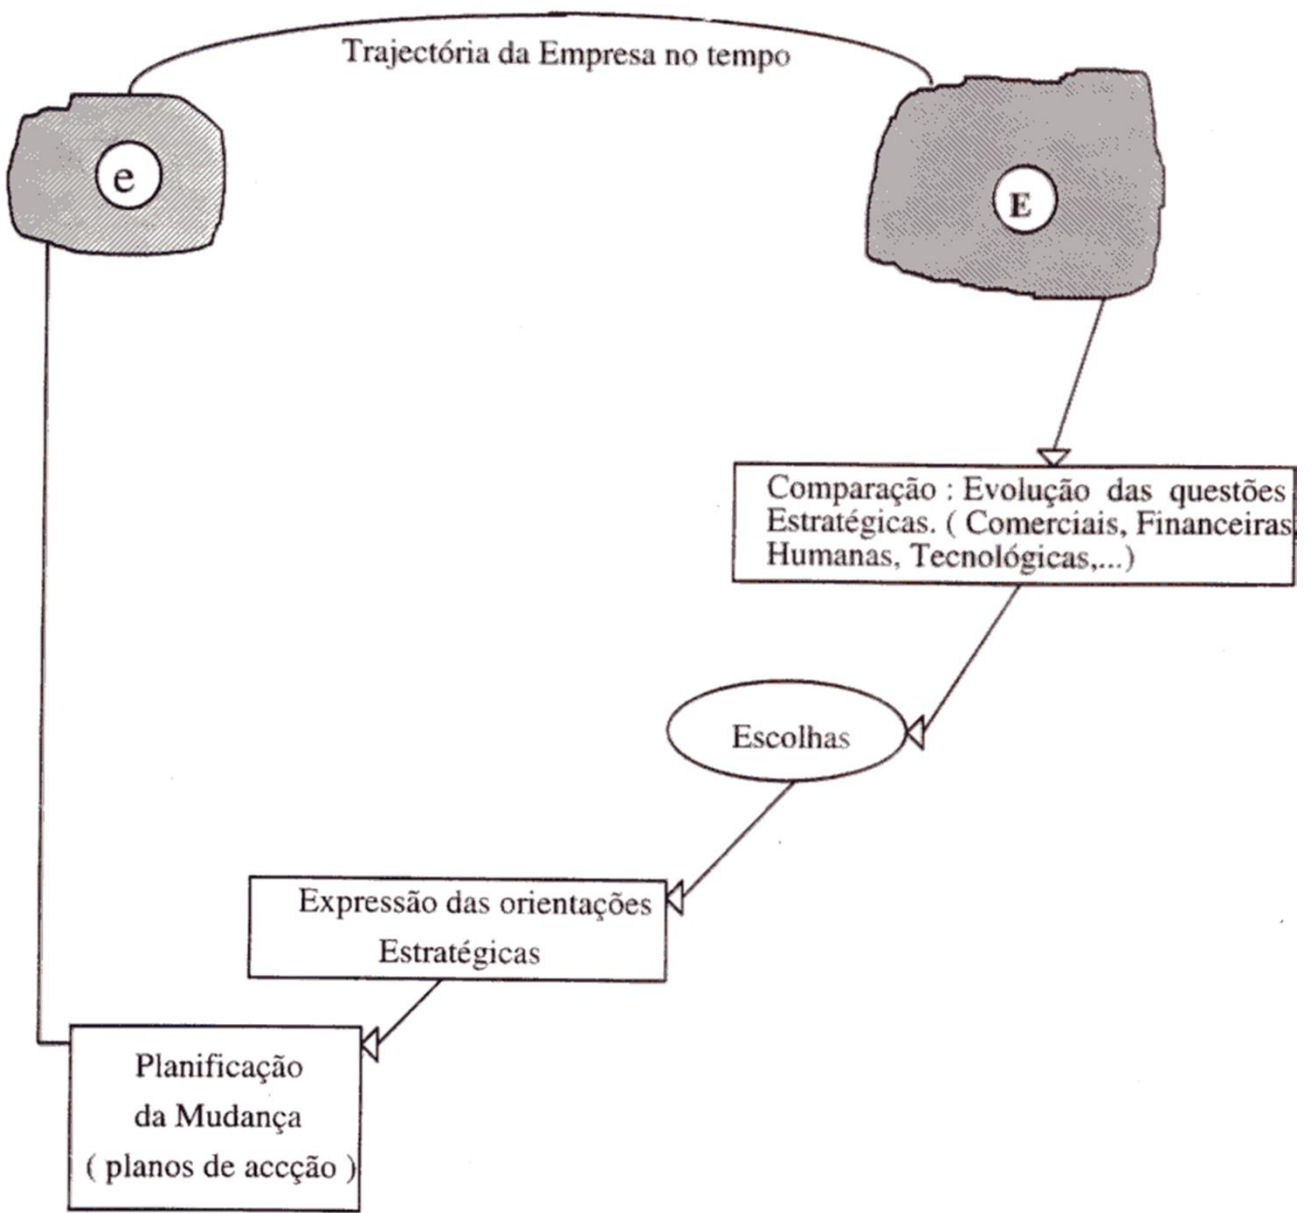 Trajectória da Empresa no tempo
e
E
Comparação : Evolução das questões
Estratégicas. ( Comerciais, Financeiras,
Humanas, Tecnológicas,...)
Escolhas
Expressão das orientações
Estratégicas
Planificação
da Mudança
( planos de accção )